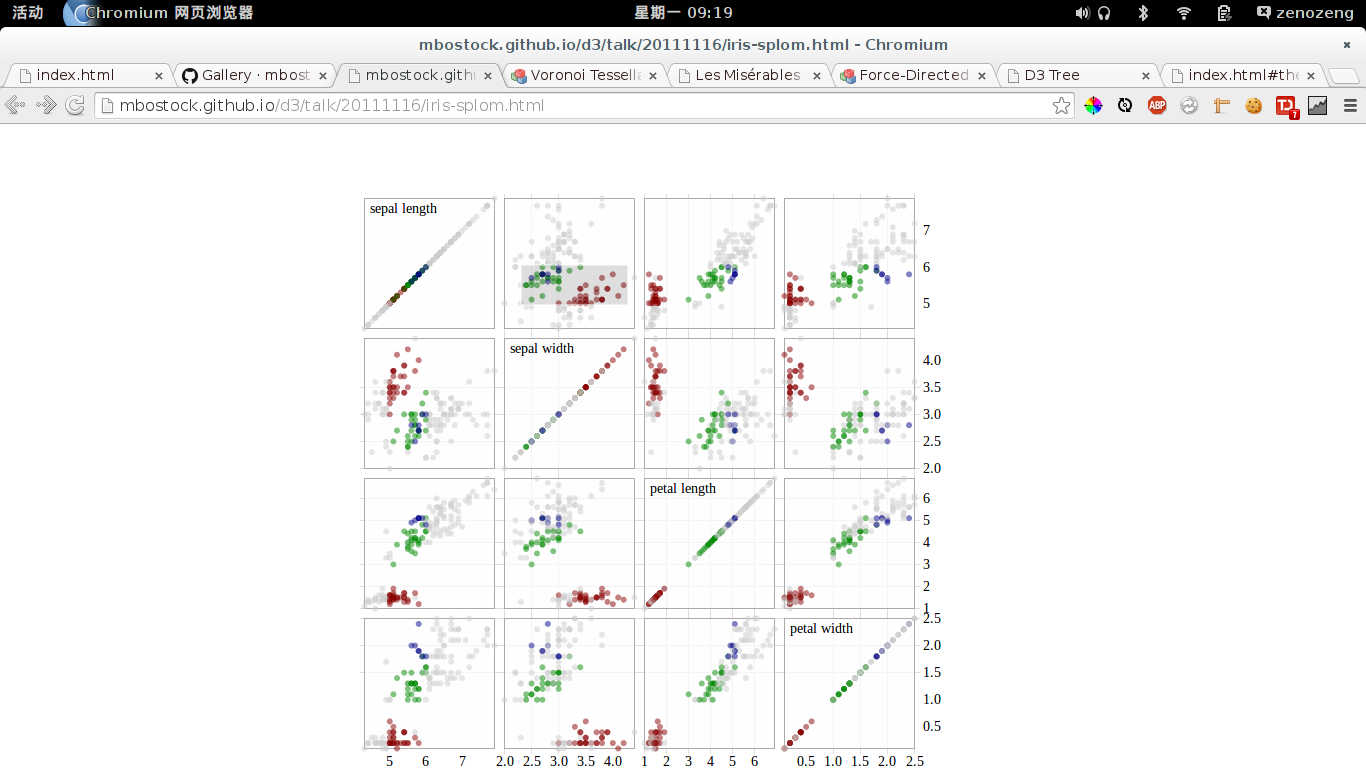 活动 Chromium 网页浏览器 星期一 09:19 zenozeng
mbostock.github.io/d3/talk/20111116/iris-splom.html - Chromium
index.html Gallery · mbost mbostock.githu Voronoi Tessella Les Misérables D3 Tree Force-Directed index.html#the
mbostock.github.io/d3/talk/20111116/iris-splom.html ABP 7
sepal length
7
6
5
sepal width
4.0
3.5
3.0
2.5
2.0
petal length
6
5
4
3
2
1
petal width
2.5
2.0
1.5
1.0
0.5
5 6 7 2.0 2.5 3.0 3.5 4.0 1 2 3 4 5 6 0.5 1.0 1.5 2.0 2.5